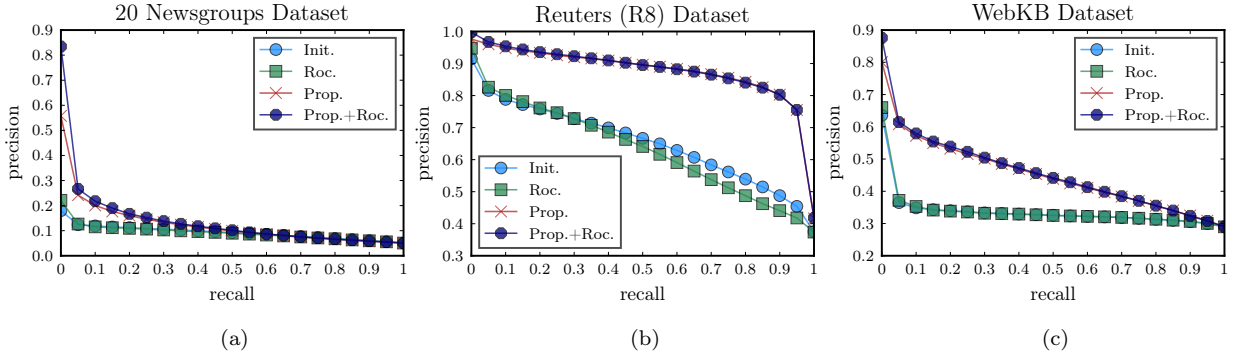 20 Newsgroups Dataset
0.9
0.8
0.7
0.6
0.5
0.4
0.3
0.2
0.1
0.0
precision
Init.
Roc.
Prop.
Prop.+Roc.
0 0.1 0.2 0.3 0.4 0.5 0.6 0.7 0.8 0.9 1
recall
(a)
Reuters (R8) Dataset
1.0
0.9
0.8
0.7
0.6
0.5
0.4
0.3
precision
Init.
Roc.
Prop.
Prop.+Roc.
0 0.1 0.2 0.3 0.4 0.5 0.6 0.7 0.8 0.9 1
recall
(b)
WebKB Dataset
0.9
0.8
0.7
0.6
0.5
0.4
0.3
0.2
precision
Init.
Roc.
Prop.
Prop.+Roc.
0 0.1 0.2 0.3 0.4 0.5 0.6 0.7 0.8 0.9 1
recall
(c)